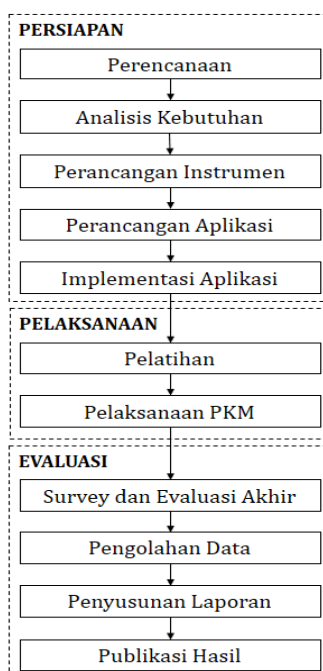 PERSIAPAN
Perencanaan
Analisis Kebutuhan
Perancangan Instrumen
Perancangan Aplikasi
Implementasi Aplikasi
PELAKSANAAN
Pelatihan
Pelaksanaan PKM
EVALUASI
Survey dan Evaluasi Akhir
Pengolahan Data
Penyusunan Laporan
Publikasi Hasil